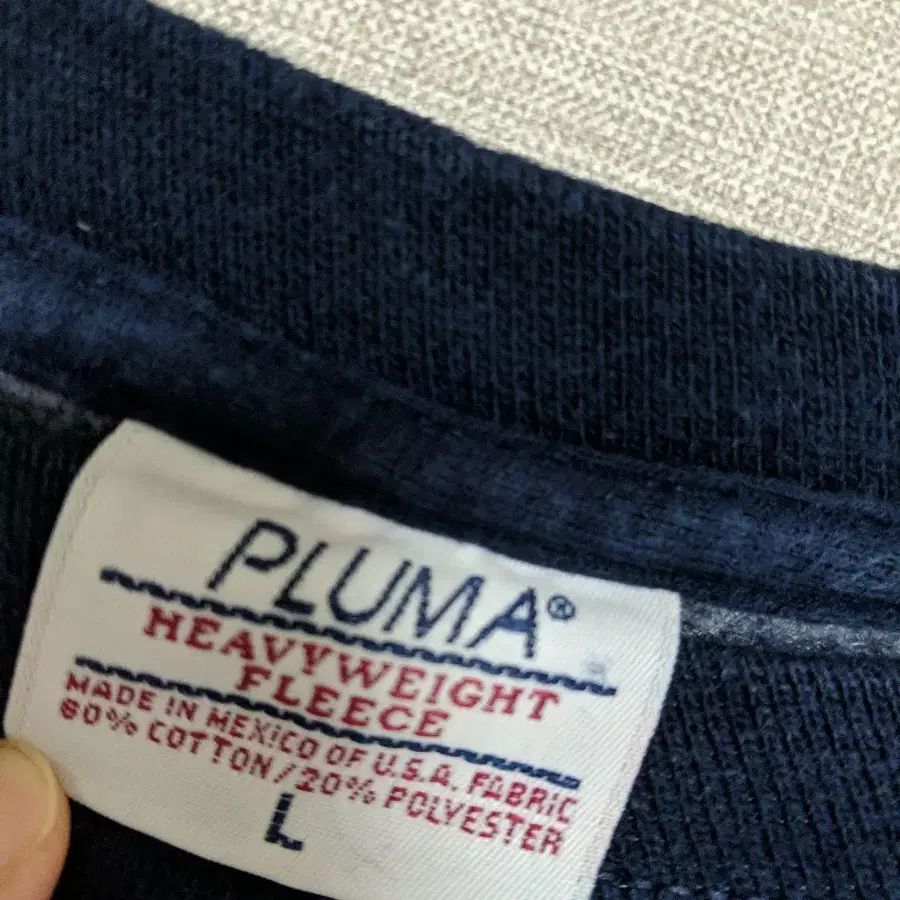 PLUMA®
HEAVYWEIGHT
FLEECE
MADE IN MEXICO OF U.S.A. FABRIC
80% COTTON/20% POLYESTER
L